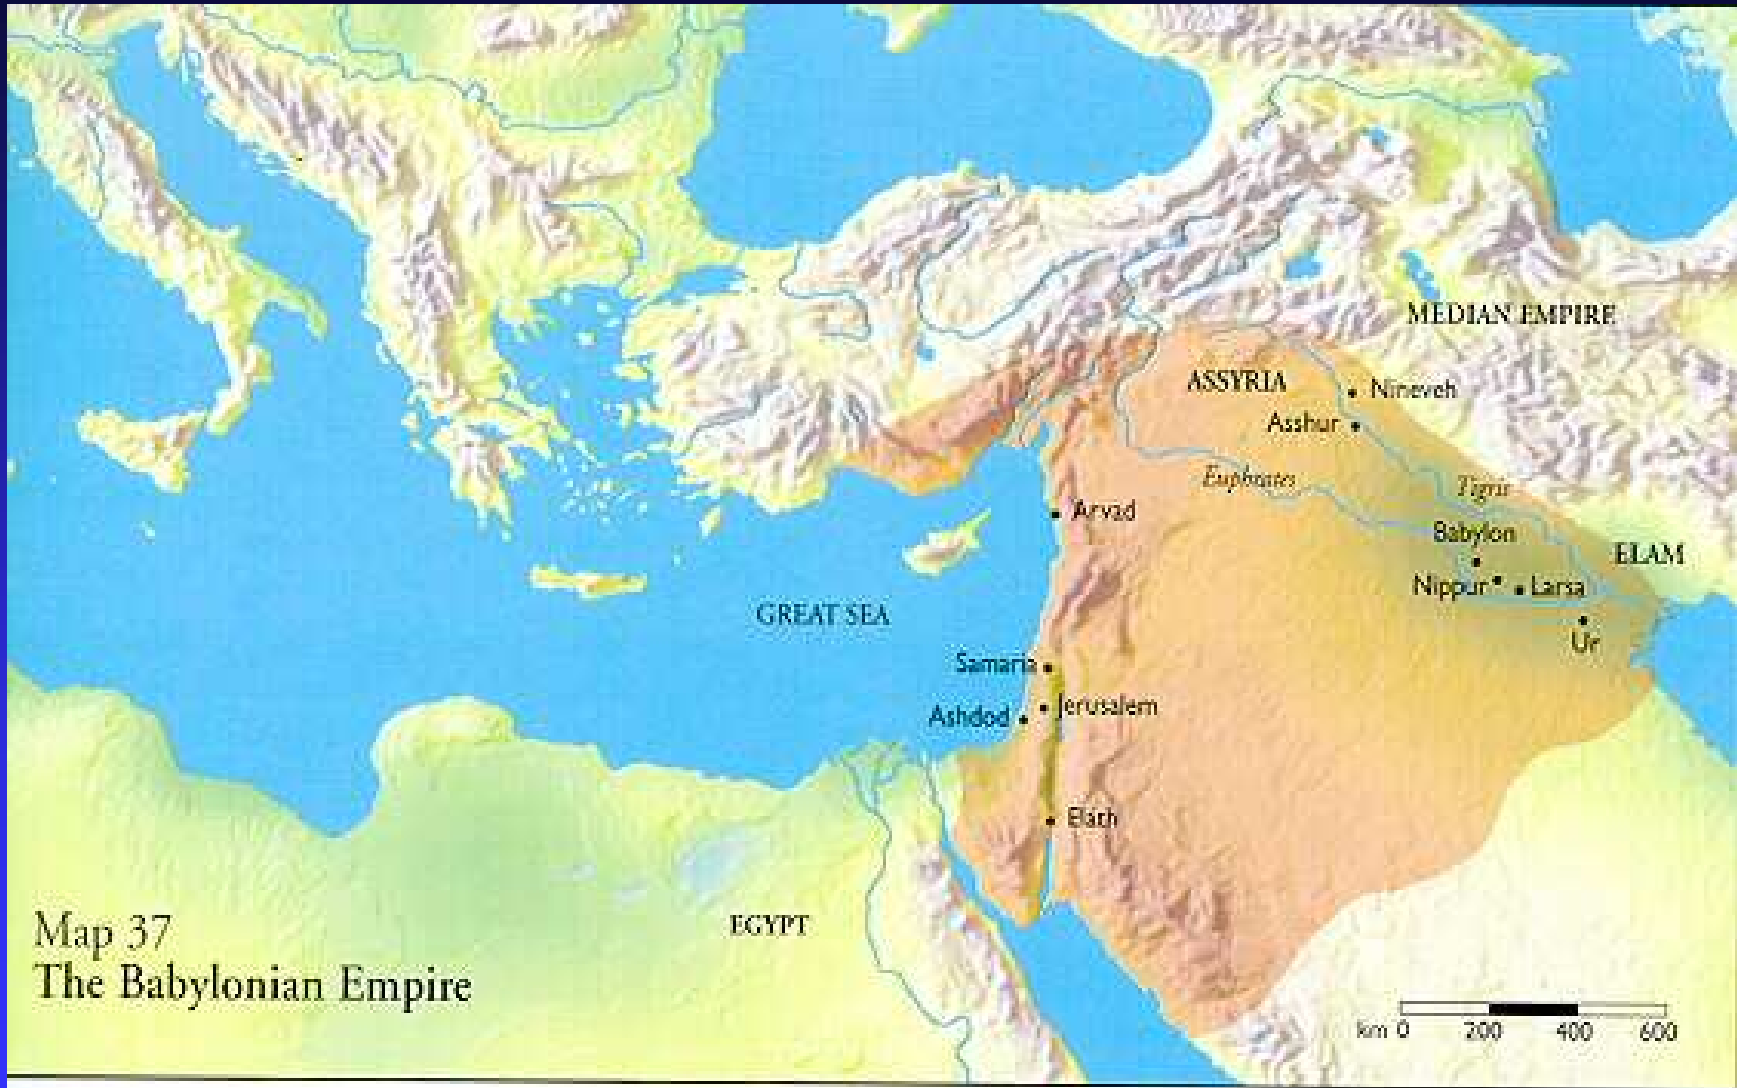 MEDIAN EMPIRE
ASSYRIA
Nineveh
Asshur
Euphrates
Tigris
Arvad
Babylon
ELAM
Nippur
Larsa
GREAT SEA
Ur
Samaria
Jerusalem
Ashdod
Elath
EGYPT
Map 37
The Babylonian Empire
km 0 200 400 600